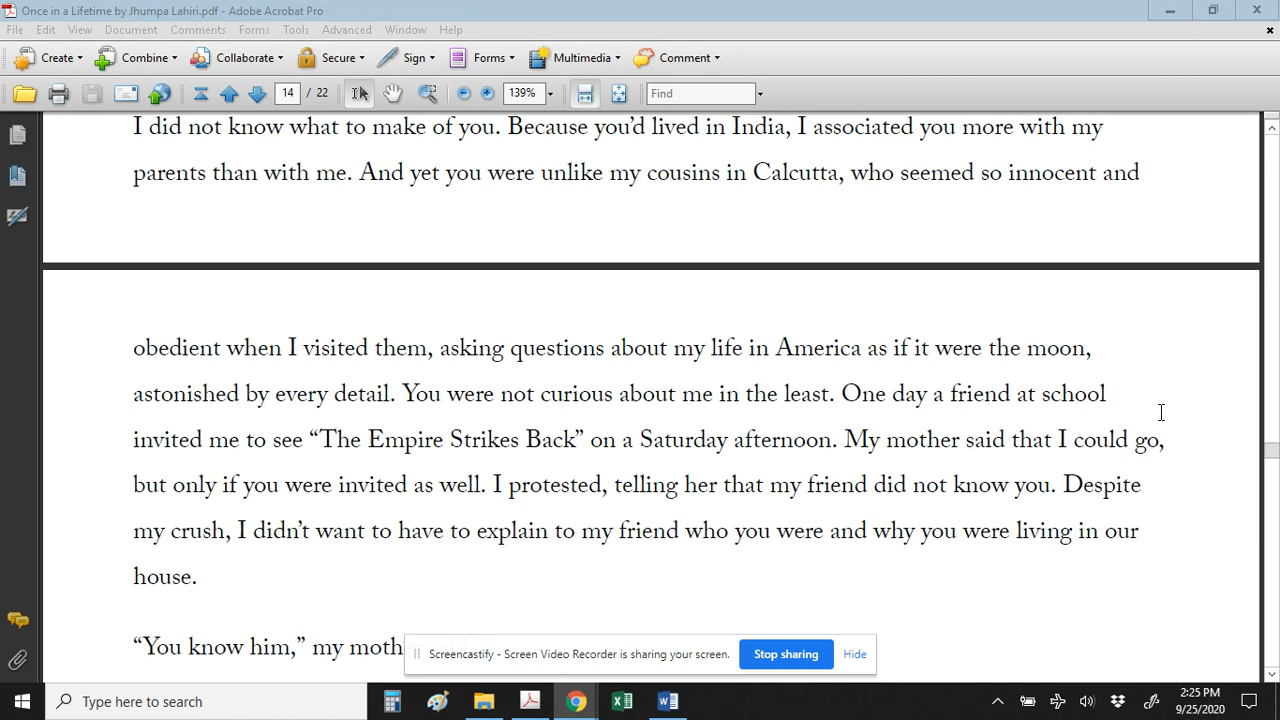 Once in a Lifetime by Jhumpa Lahiri.pdf - Adobe Acrobat Pro
File Edit View Document Comments Forms Tools Advanced Window Help
Create Combine Collaborate Secure Sign Forms Multimedia Comment
14 / 22 139% Find
I did not know what to make of you. Because you’d lived in India, I associated you more with my
parents than with me. And yet you were unlike my cousins in Calcutta, who seemed so innocent and
obedient when I visited them, asking questions about my life in America as if it were the moon,
astonished by every detail. You were not curious about me in the least. One day a friend at school
invited me to see “The Empire Strikes Back” on a Saturday afternoon. My mother said that I could go,
but only if you were invited as well. I protested, telling her that my friend did not know you. Despite
my crush, I didn’t want to have to explain to my friend who you were and why you were living in our
house.
“You know him,” my moth
Screencastify - Screen Video Recorder is sharing your screen. Stop sharing Hide
Type here to search
2:25 PM
9/25/2020